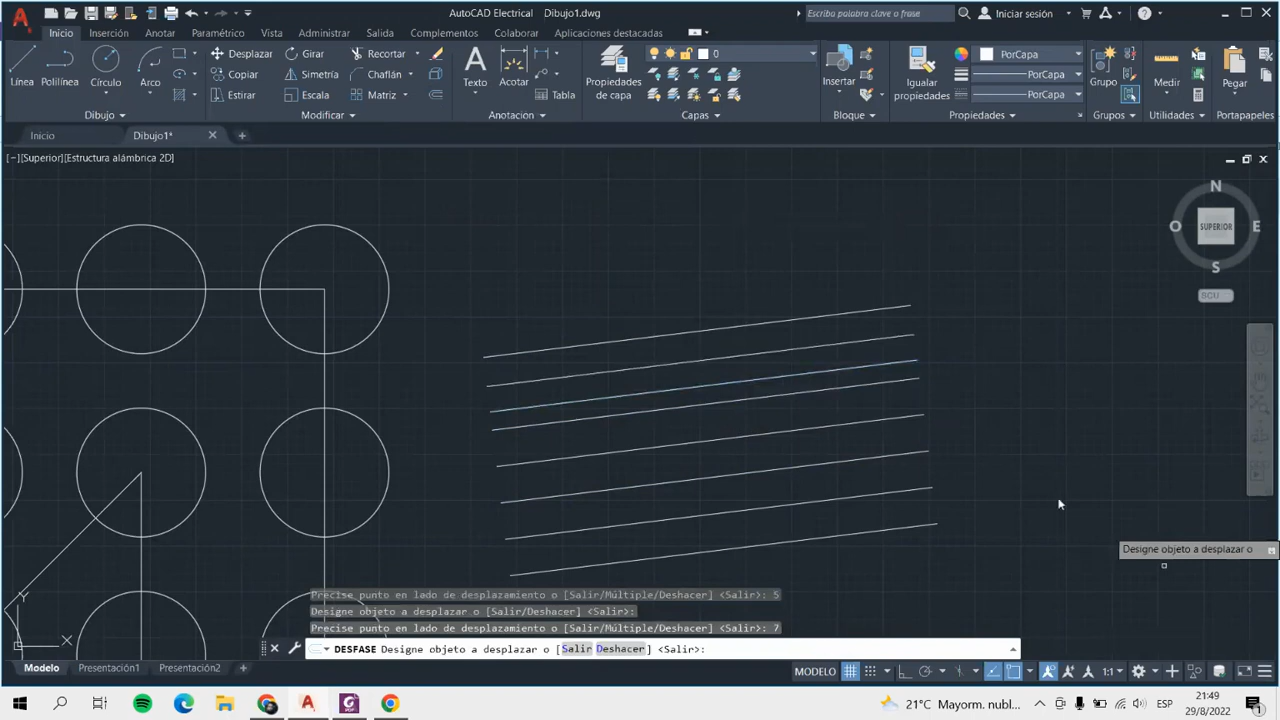 AutoCAD Electrical Dibujo1.dwg
Escriba palabra clave o frase
Iniciar sesión
Inicio Inserción Anotar Paramétrico Vista Administrar Salida Complementos Colaborar Aplicaciones destacadas
Línea Polilínea Círculo Arco
Desplazar Girar Recortar
Copiar Simetría Chaflán
Estirar Escala Matriz
Texto Acotar Tabla
Propiedades de capa
0
Insertar
Igualar propiedades
PorCapa
PorCapa
PorCapa
Grupo
Medir
Pegar
Dibujo Modificar Anotación Capas Bloque Propiedades Grupos Utilidades Portapapeles
Inicio Dibujo1*
[−][Superior][Estructura alámbrica 2D]
N
O SUPERIOR E
S
SCU
Designe objeto a desplazar o
Y
X
Precise punto en lado de desplazamiento o [Salir/Múltiple/Deshacer] <Salir>: 5
Designe objeto a desplazar o [Salir/Deshacer] <Salir>:
Precise punto en lado de desplazamiento o [Salir/Múltiple/Deshacer] <Salir>: 7
DESFASE Designe objeto a desplazar o [Salir Deshacer] <Salir>:
Modelo Presentación1 Presentación2
MODELO 1:1
21°C Mayorm. nubl...
ESP
21:49
29/8/2022
1